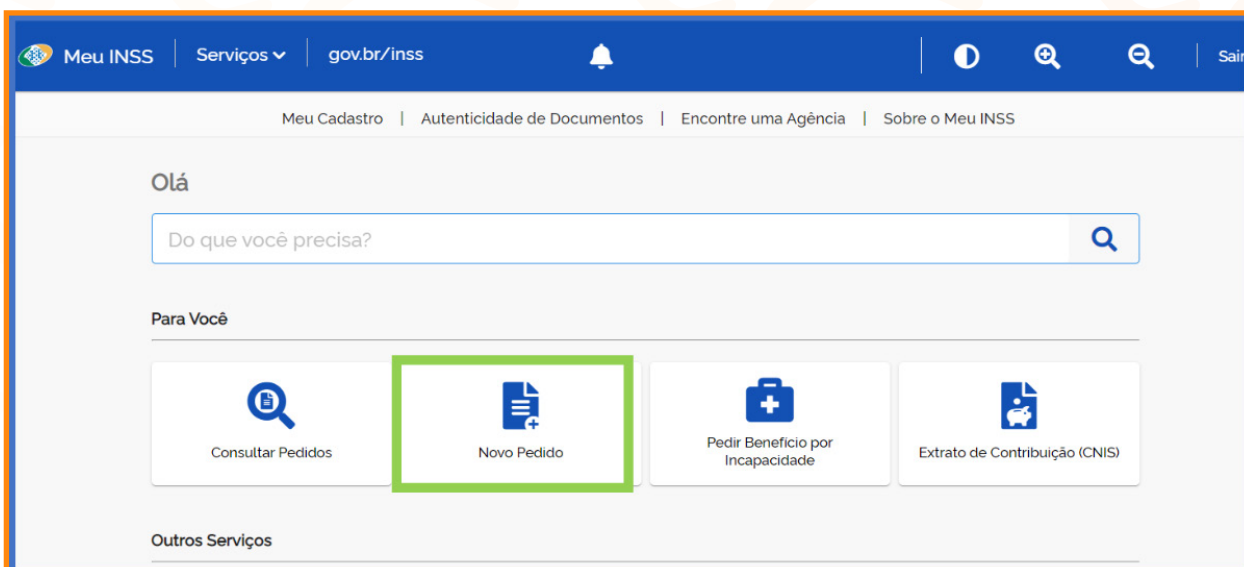 Meu INSS Serviços gov.br/inss Sair
Meu Cadastro | Autenticidade de Documentos | Encontre uma Agência | Sobre o Meu INSS
Olá
Do que você precisa?
Para Você
Consultar Pedidos
Novo Pedido
Pedir Benefício por
Incapacidade
Extrato de Contribuição (CNIS)
Outros Serviços